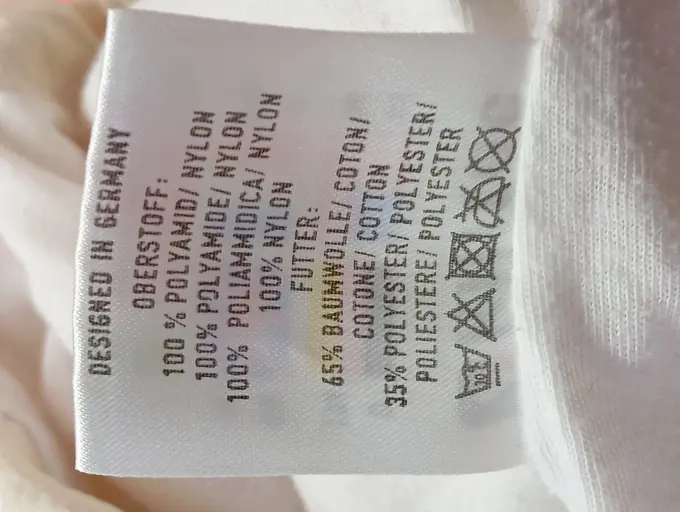 DESIGNED IN GERMANY
OBERSTOFF:
100 % POLYAMID/ NYLON
100% POLYAMIDE/ NYLON
100% POLIAMMIDICA/ NYLON
100% NYLON
FUTTER:
65% BAUMWOLLE/ COTON/
COTONE/ COTTON
35% POLYESTER/ POLYESTER/
POLIESTERE/ POLYESTER